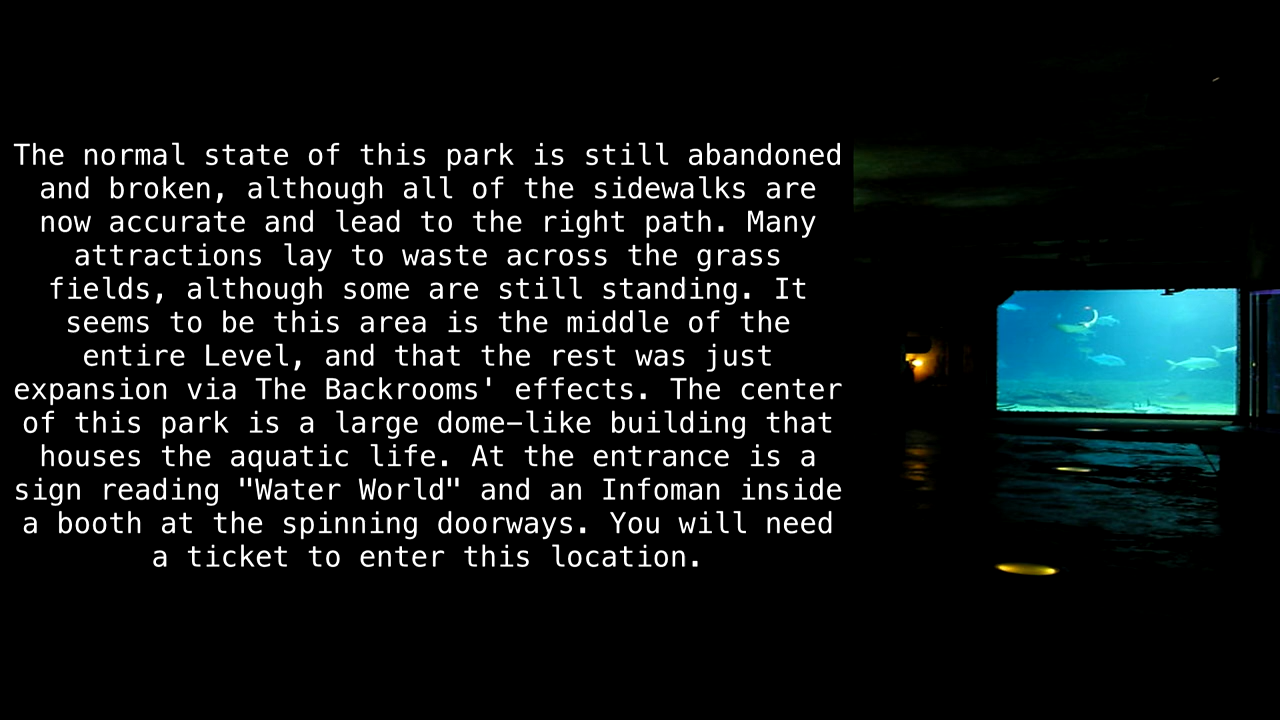 The normal state of this park is still abandoned
and broken, although all of the sidewalks are
now accurate and lead to the right path. Many
attractions lay to waste across the grass
fields, although some are still standing. It
seems to be this area is the middle of the
entire Level, and that the rest was just
expansion via The Backrooms' effects. The center
of this park is a large dome-like building that
houses the aquatic life. At the entrance is a
sign reading "Water World" and an Infoman inside
a booth at the spinning doorways. You will need
a ticket to enter this location.